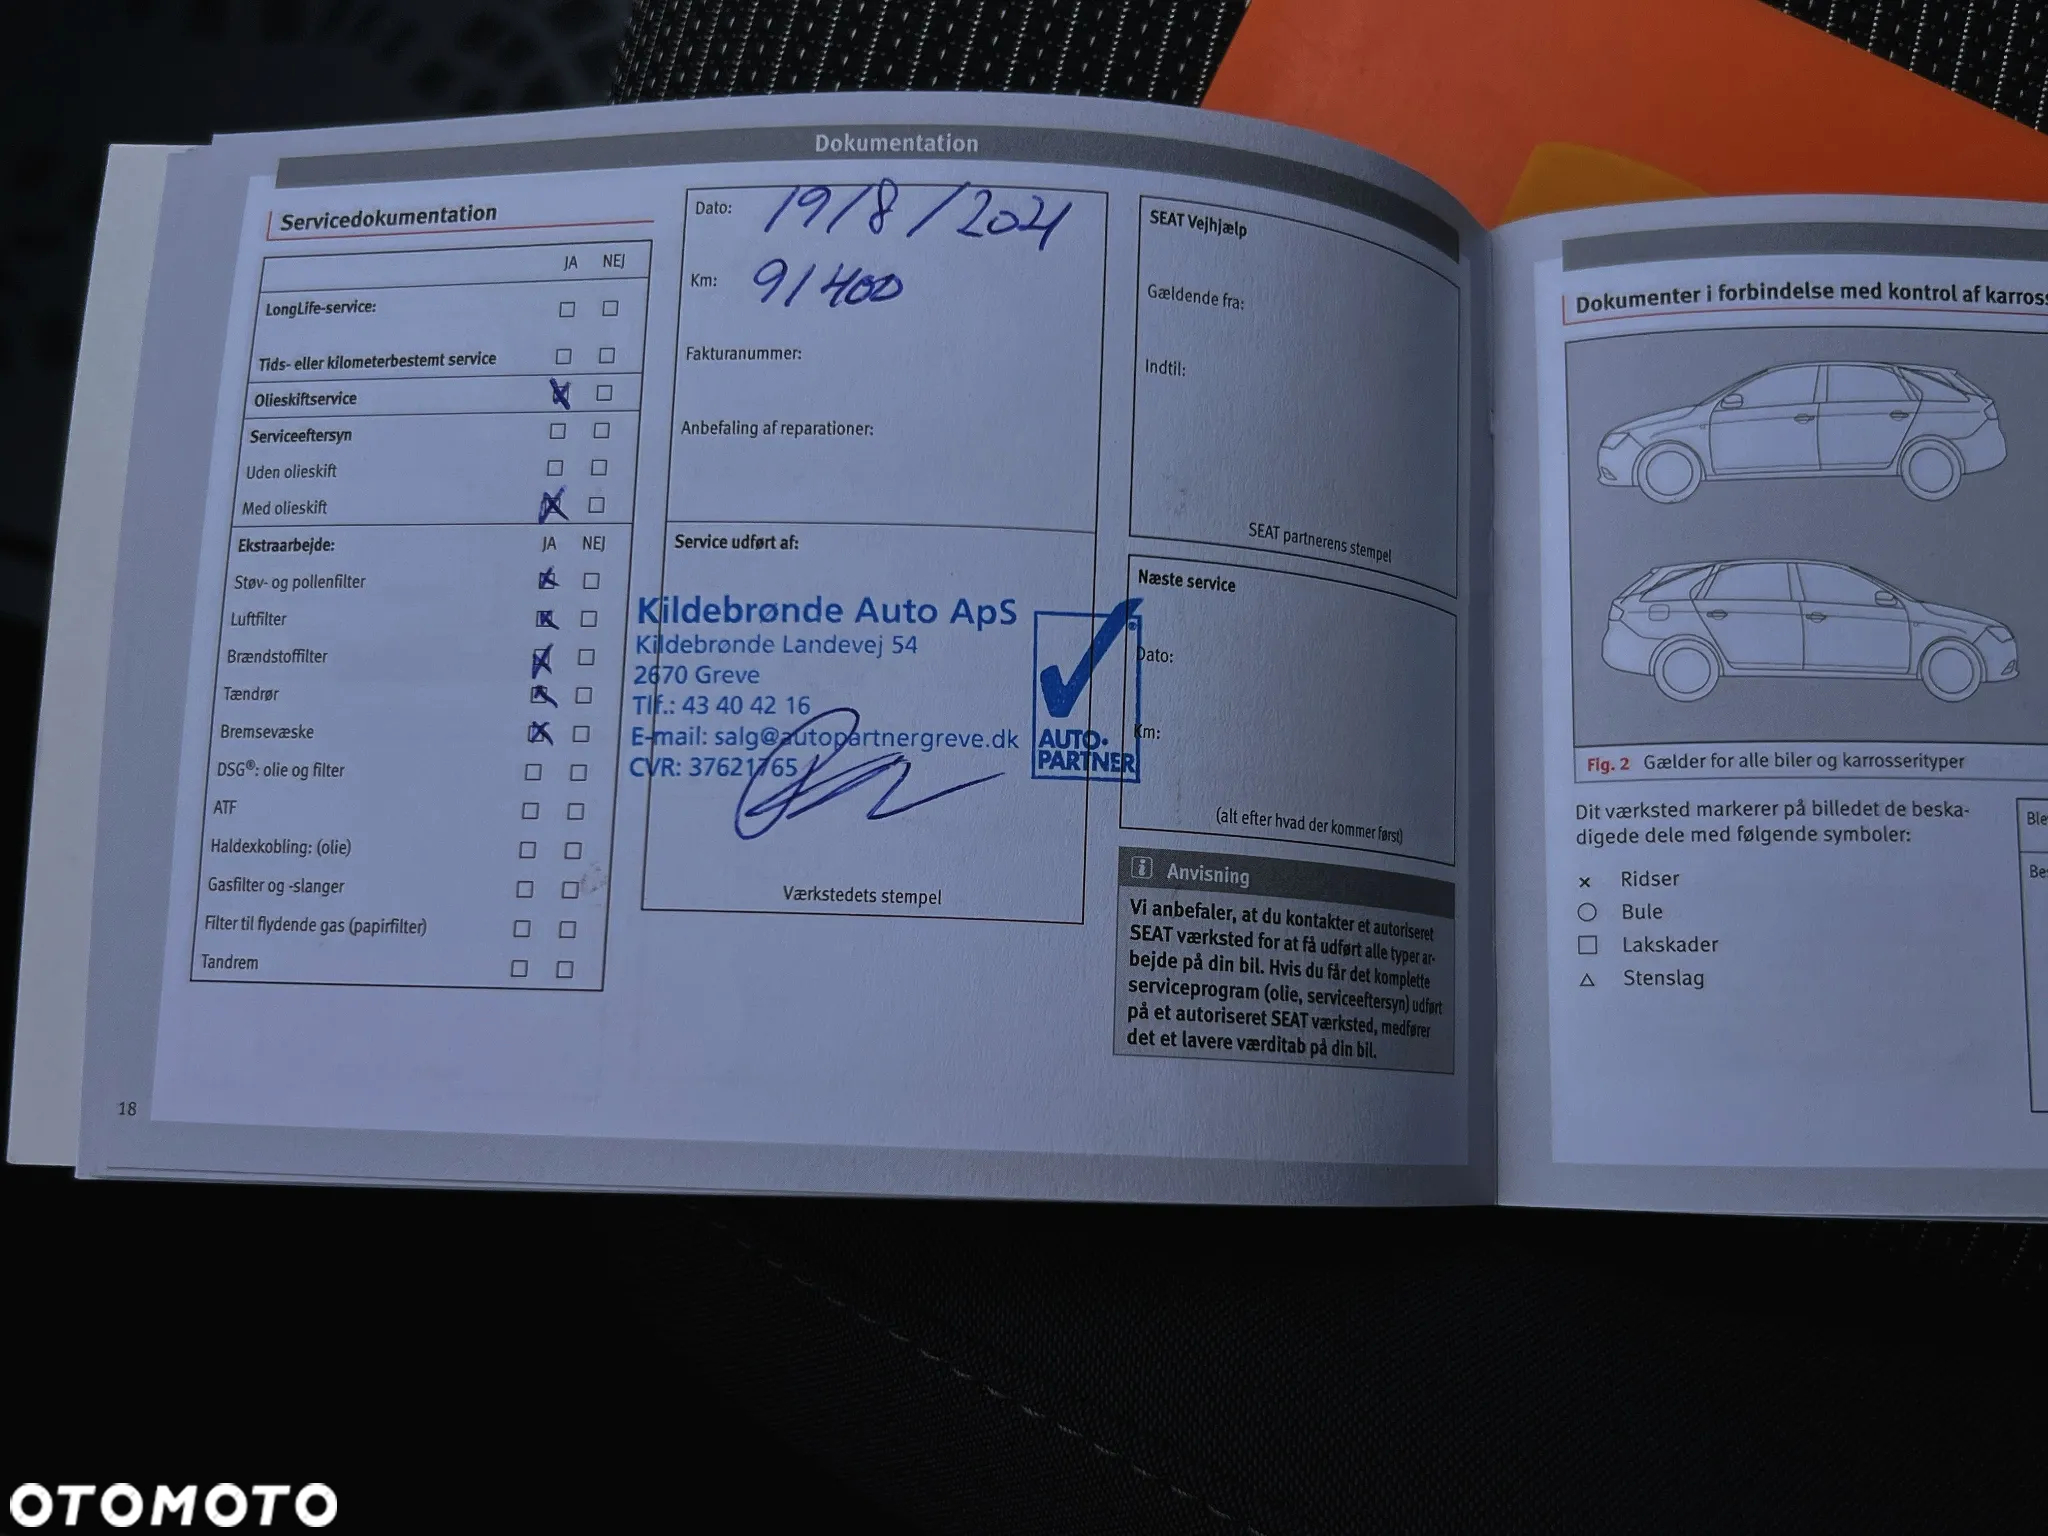 Dokumentation
Servicedokumentation
JA NEJ
LongLife-service:
Tids- eller kilometerbestemt service
Olieskiftservice
Serviceeftersyn
Uden olieskift
Med olieskift
Ekstraarbejde: JA NEJ
Støv- og pollenfilter
Luftfilter
Brændstoffilter
Tændrør
Bremsevæske
DSG®: olie og filter
ATF
Haldexkobling: (olie)
Gasfilter og -slanger
Filter til flydende gas (papirfilter)
Tandrem
18
Dato: 19/8/2021
Km: 91400
Fakturanummer:
Anbefaling af reparationer:
Service udført af:
Kildebrønde Auto ApS
Kildebrønde Landevej 54
2670 Greve
Tlf.: 43 40 42 16
E-mail: salg@autopartnergreve.dk
CVR: 37621765
AUTO-
PARTNER
Værkstedets stempel
SEAT Vejhjælp
Gældende fra:
Indtil:
SEAT partnerens stempel
Næste service
Dato:
Km:
(alt efter hvad der kommer først)
Anvisning
Vi anbefaler, at du kontakter et autoriseret
SEAT værksted for at få udført alle typer ar-
bejde på din bil. Hvis du får det komplette
serviceprogram (olie, serviceeftersyn) udført
på et autoriseret SEAT værksted, medfører
det et lavere værditab på din bil.
Dokumenter i forbindelse med kontrol af karross
Fig. 2 Gælder for alle biler og karrosserityper
Dit værksted markerer på billedet de beska-
digede dele med følgende symboler:
Ridser
Bule
Lakskader
Stenslag
Ble
Be
OTOMOTO